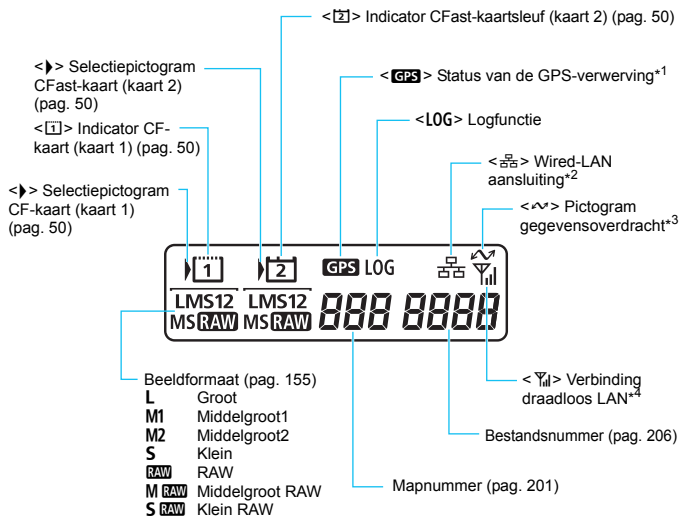 <2> Indicator CFast-kaartsleuf (kaart 2) (pag. 50)
<> Selectiepictogram
CFast-kaart (kaart 2)
(pag. 50)
<GPS> Status van de GPS-verwerving*1
<1> Indicator CF-
kaart (kaart 1) (pag. 50)
<LOG> Logfunctie
<> Wired-LAN
aansluiting*2
<> Selectiepictogram
CF-kaart (kaart 1)
(pag. 50)
<> Pictogram
gegevensoverdracht*3
1 2 GPS LOG
LMS12 LMS12
MS RAW MS RAW 888 8888
Beeldformaat (pag. 155)
L Groot
M1 Middelgroot1
M2 Middelgroot2
S Klein
RAW RAW
M RAW Middelgroot RAW
S RAW Klein RAW
<> Verbinding
draadloos LAN*4
Bestandsnummer (pag. 206)
Mapnummer (pag. 201)